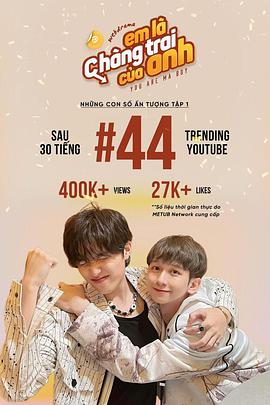 webdrama
em là
chàng trai
của anh
YOU ARE MA BOY
NHỮNG CON SỐ ẤN TƯỢNG TẬP 1
SAU
30 TIẾNG
#44
TRENDING
YOUTUBE
400K+ VIEWS
27K+ LIKES
**Số liệu thời gian thực do
METUB Network cung cấp